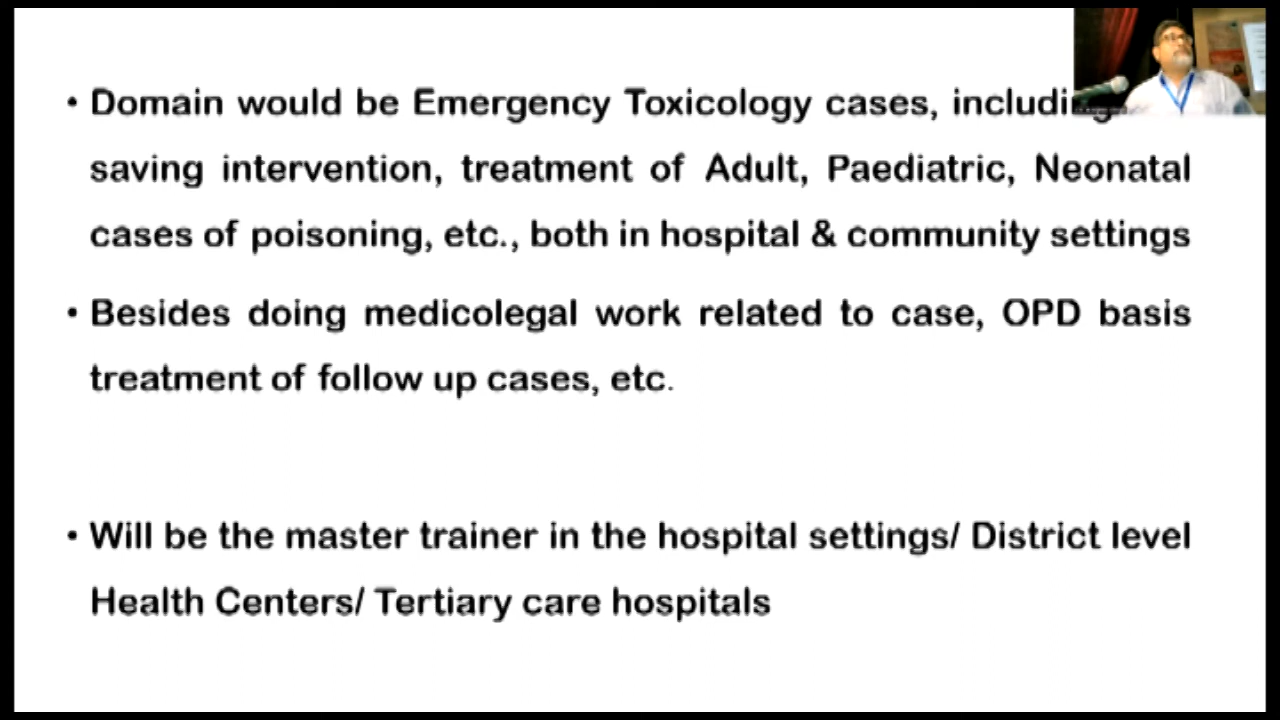 • Domain would be Emergency Toxicology cases, including
saving intervention, treatment of Adult, Paediatric, Neonatal
cases of poisoning, etc., both in hospital & community settings
• Besides doing medicolegal work related to case, OPD basis
treatment of follow up cases, etc.
• Will be the master trainer in the hospital settings/ District level
Health Centers/ Tertiary care hospitals